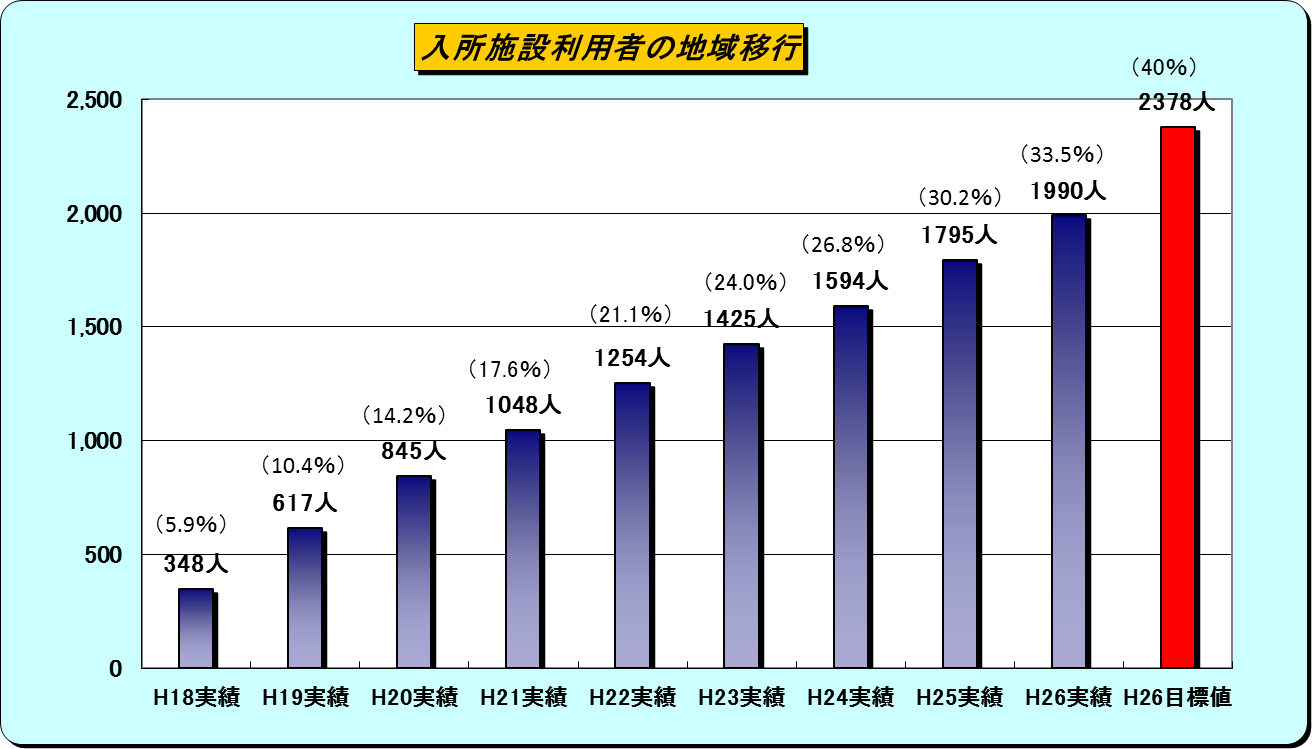 入所施設利用者の地域移行
（40%）
2,500
2378人
（33.5%）
1990人
2,000
（30.2%）
1795人
（26.8%）
1594人
（24.0%）
1425人
1,500
（21.1%）
1254人
（17.6%）
1048人
（14.2%）
845人
1,000
（10.4%）
617人
（5.9%）
348人
500
0
H18実績 H19実績 H20実績 H21実績 H22実績 H23実績 H24実績 H25実績 H26実績 H26目標値